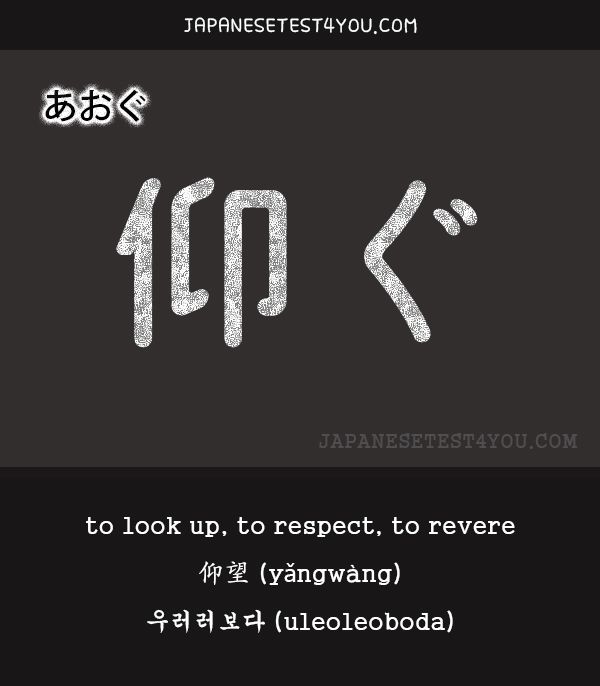 JAPANESETEST4YOU.COM
あおぐ
仰ぐ
JAPANESETEST4YOU.COM
to look up, to respect, to revere
仰望 (yǎngwàng)
우러러보다 (uleoleoboda)